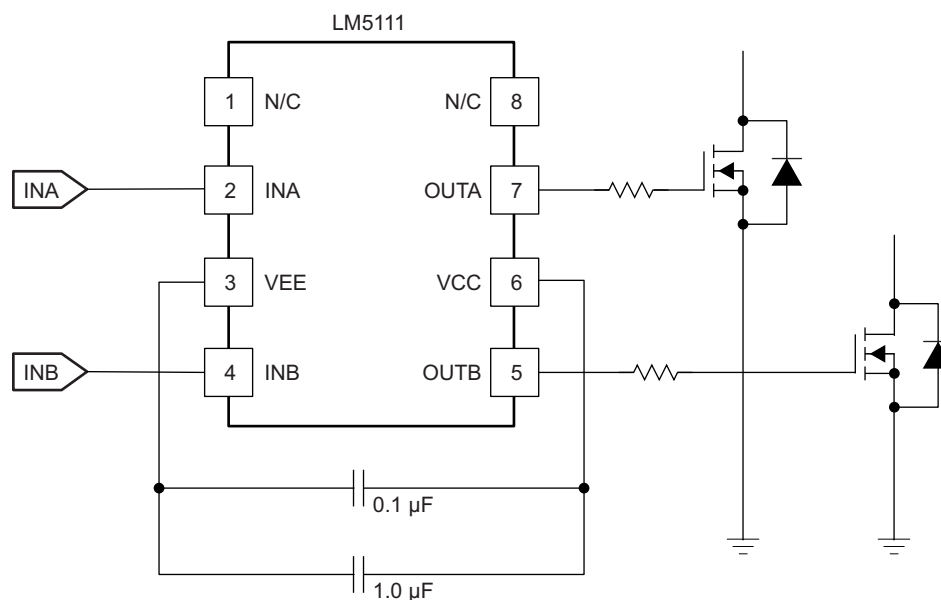 LM5111
1 N/C N/C 8
INA 2 INA OUTA 7
3 VEE VCC 6
INB 4 INB OUTB 5
0.1 µF
1.0 µF